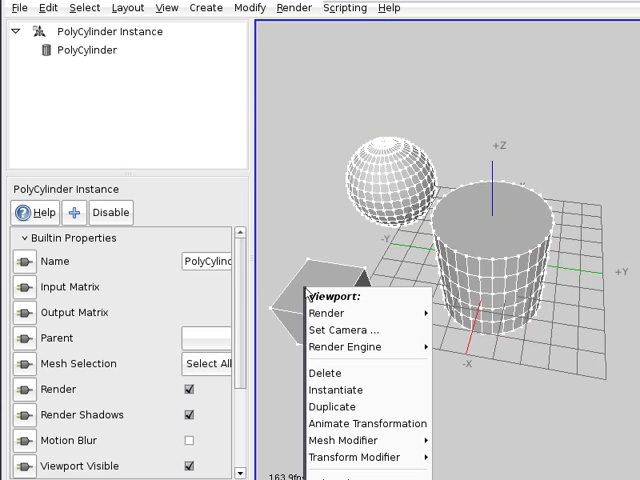 File Edit Select Layout View Create Modify Render Scripting Help
PolyCylinder Instance
PolyCylinder
PolyCylinder Instance
Help
Disable
Builtin Properties
Name
PolyCylind
Input Matrix
Output Matrix
Parent
Mesh Selection
Select All
Render
Render Shadows
Motion Blur
Viewport Visible
+Z
-Y
+Y
-X
Viewport:
Render
Set Camera ...
Render Engine
Delete
Instantiate
Duplicate
Animate Transformation
Mesh Modifier
Transform Modifier
163.9fps